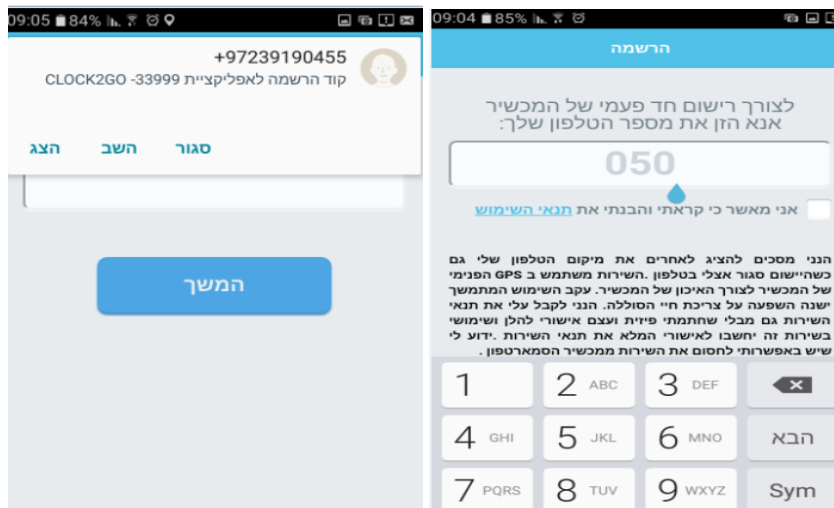 09:05 84%
+97239190455
קוד הרשמה לאפליקציית CLOCK2GO -33999
סגור השב הצג
המשך
09:04 85%
הרשמה
לצורך רישום חד פעמי של המכשיר
אנא הזן את מספר הטלפון שלך:
050
אני מאשר כי קראתי והבנתי את תנאי השימוש
הנני מסכים להציג לאחרים את מיקום הטלפון שלי גם
כשהיישום סגור אצלי בטלפון .השירות משתמש ב GPS הפנימי
של המכשיר לצורך האיכון של המכשיר. עקב השימוש המתמשך
ישנה השפעה על צריכת חיי הסוללה. הנני לקבל עלי את תנאי
השירות גם מבלי שחתמתי פיזית ועצם אישורי להלן ושימושי
בשירות זה יחשבו לאישורי המלא את תנאי השירות .ידוע לי
שיש באפשרותי לחסום את השירות ממכשיר הסמארטפון .
1 2 ABC 3 DEF
4 GHI 5 JKL 6 MNO הבא
7 PQRS 8 TUV 9 WXYZ Sym